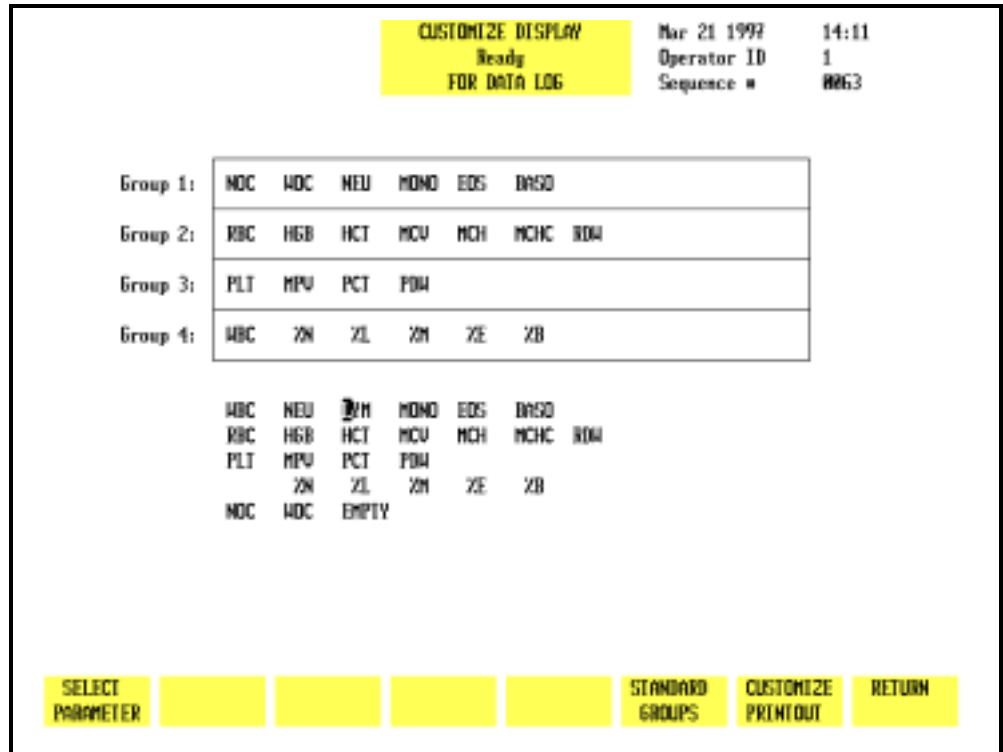 CUSTOMIZE DISPLAY Mar 21 1997 14:11
Ready Operator ID 1
FOR DATA LOG Sequence # 0063
Group 1: NOC WOC NEU MONO EOS BASO
Group 2: RBC HGB HCT MCV MCH MCHC RDW
Group 3: PLT MPV PCT PDW
Group 4: WBC %N %L %M %E %B
WBC NEU LYM MONO EOS BASO
RBC HGB HCT MCV MCH MCHC RDW
PLT MPV PCT PDW
%N %L %M %E %B
NOC WOC EMPTY
SELECT STANDARD CUSTOMIZE RETURN
PARAMETER GROUPS PRINTOUT